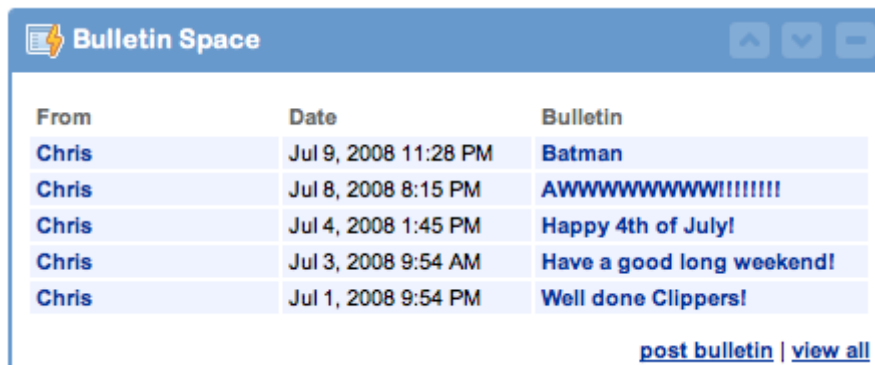 Bulletin Space
From Date Bulletin
Chris Jul 9, 2008 11:28 PM Batman
Chris Jul 8, 2008 8:15 PM AWWWWWWWW!!!!!!!!
Chris Jul 4, 2008 1:45 PM Happy 4th of July!
Chris Jul 3, 2008 9:54 AM Have a good long weekend!
Chris Jul 1, 2008 9:54 PM Well done Clippers!
post bulletin | view all